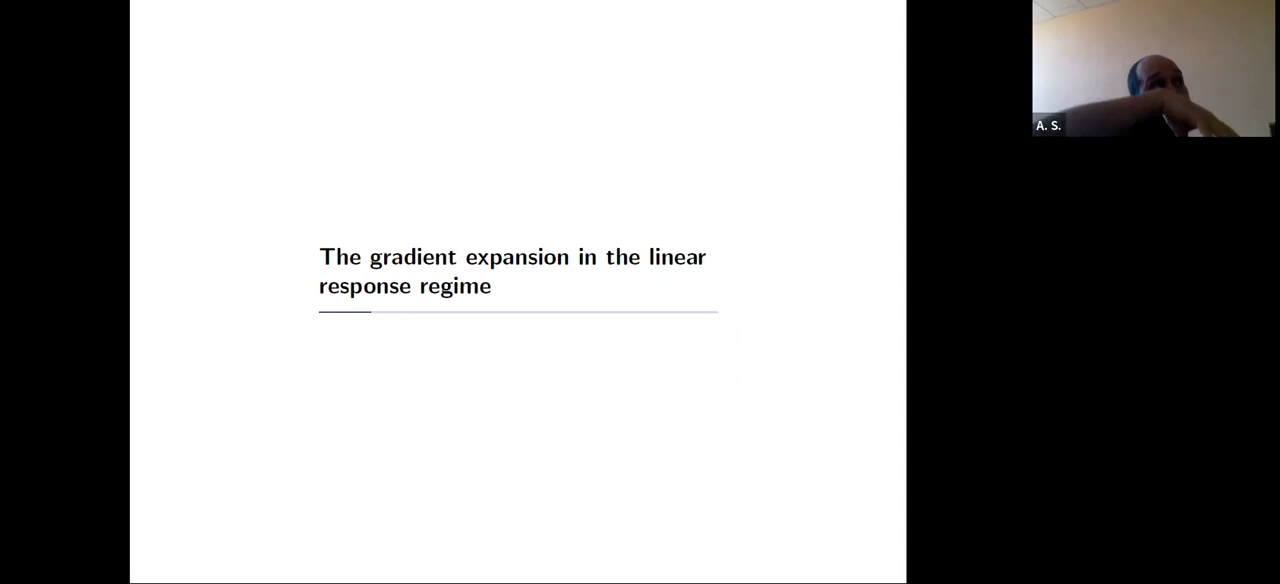 The gradient expansion in the linear
response regime
A. S.